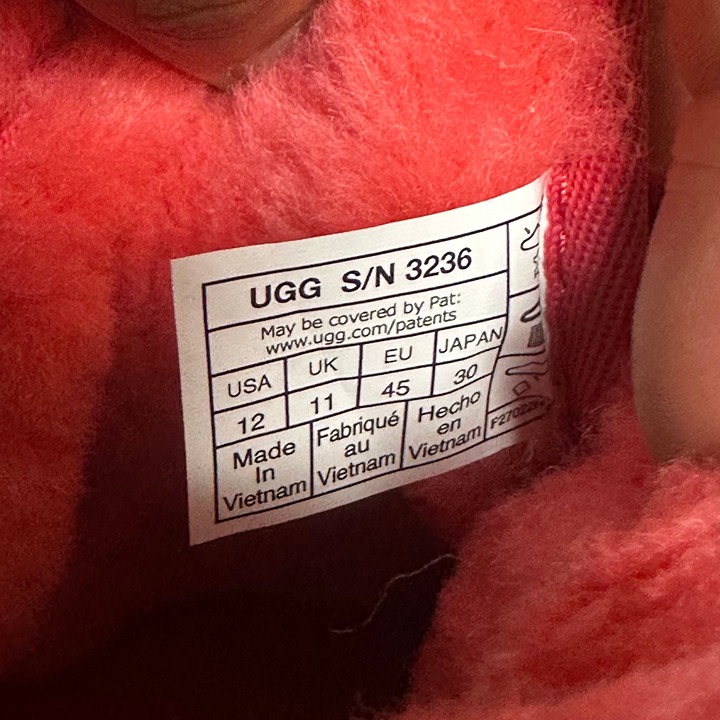 UGG S/N 3236
May be covered by Pat:
www.ugg.com/patents
USA UK EU JAPAN
12 11 45 30
Made In Vietnam
Fabriqué au Vietnam
Hecho en Vietnam